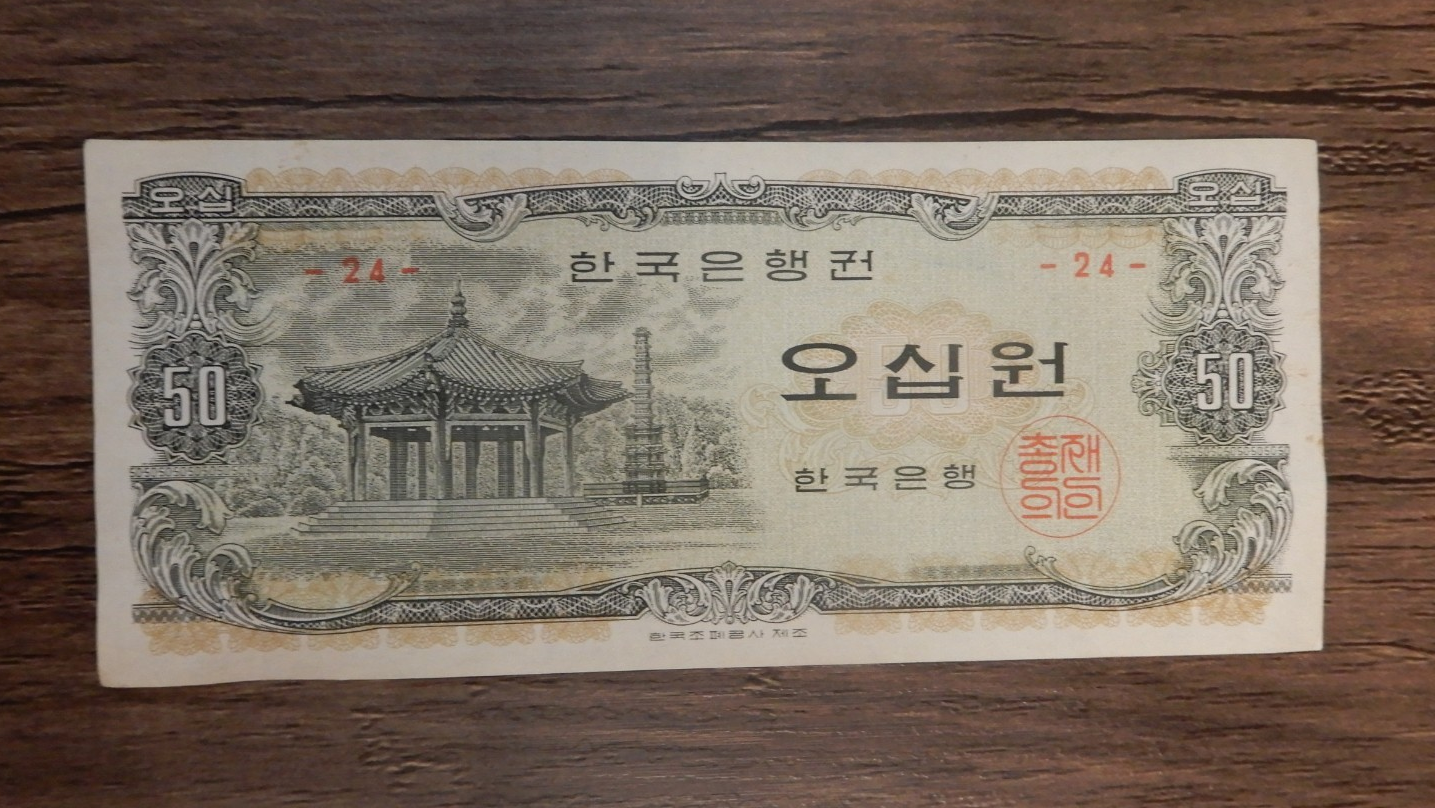 오십 오십
- 24 - 한국은행권 - 24 -
오십원
50 50
한국은행
총재의인
한국조폐공사제조